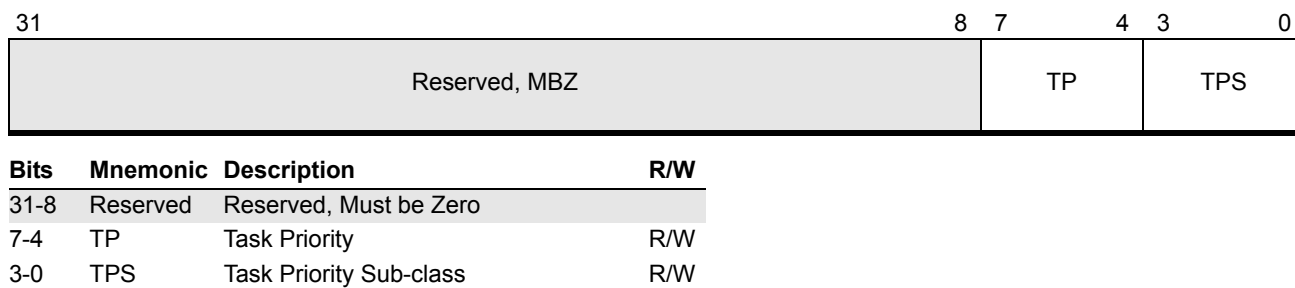 31 8 7 4 3 0
Reserved, MBZ TP TPS
Bits Mnemonic Description R/W
31-8 Reserved Reserved, Must be Zero
7-4 TP Task Priority R/W
3-0 TPS Task Priority Sub-class R/W